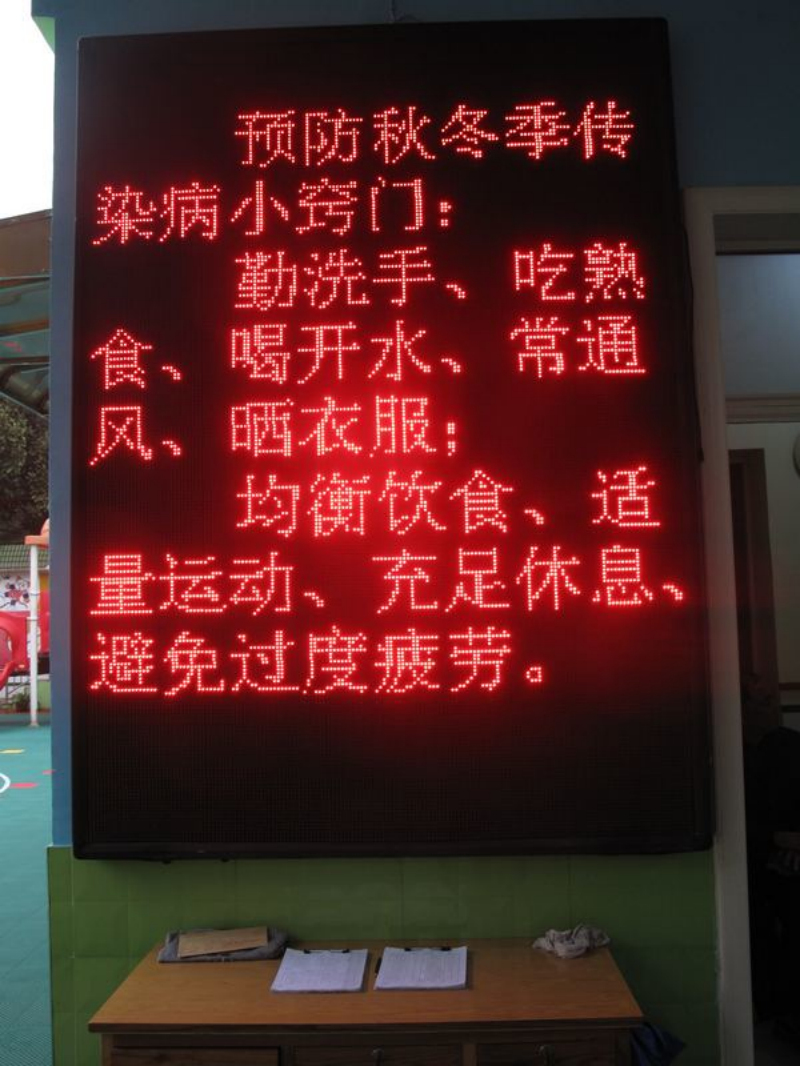 预防秋冬季传
染病小窍门：
勤洗手、吃熟
食、喝开水、常通
风、晒衣服；
均衡饮食、适
量运动、充足休息、
避免过度疲劳。